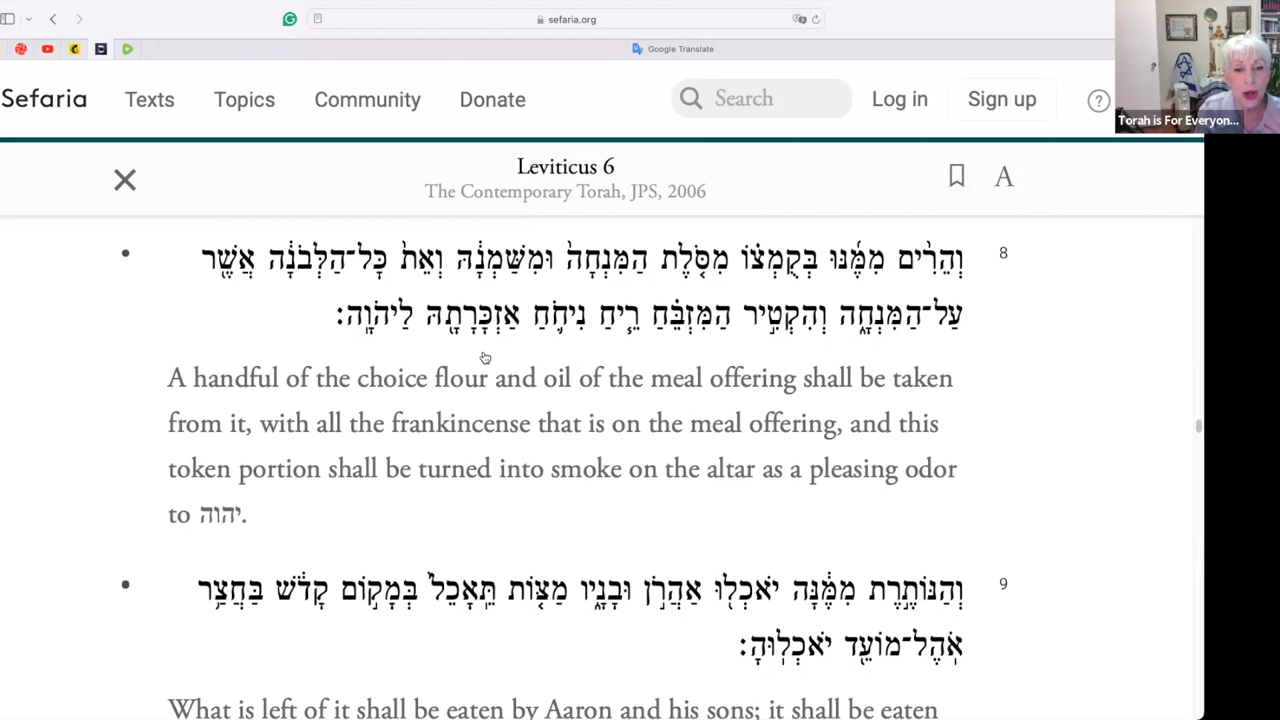 sefaria.org
Google Translate
Sefaria Texts Topics Community Donate Search Log in Sign up ?
Torah is For Everyon...
Leviticus 6
The Contemporary Torah, JPS, 2006
A
8
וְהֵרִ֨ים מִמֶּ֜נּוּ בְּקֻמְצ֗וֹ מִסֹּ֤לֶת הַמִּנְחָה֙ וּמִשַּׁמְנָ֔הּ וְאֵת֙ כׇּל־הַלְּבֹנָ֔ה אֲשֶׁ֖ר
עַל־הַמִּנְחָ֑ה וְהִקְטִ֣יר הַמִּזְבֵּ֗חַ רֵ֧יחַ נִיחֹ֛חַ אַזְכָּרָתָ֖הּ לַיהֹוָֽה׃
A handful of the choice flour and oil of the meal offering shall be taken
from it, with all the frankincense that is on the meal offering, and this
token portion shall be turned into smoke on the altar as a pleasing odor
to יהוה.
9
וְהַנּוֹתֶ֣רֶת מִמֶּ֔נָּה יֹאכְל֖וּ אַהֲרֹ֣ן וּבָנָ֑יו מַצּ֤וֹת תֵּֽאָכֵל֙ בְּמָק֣וֹם קָדֹ֔שׁ בַּחֲצַ֥ר
אֹֽהֶל־מוֹעֵ֖ד יֹאכְלֽוּהָ׃
What is left of it shall be eaten by Aaron and his sons; it shall be eaten